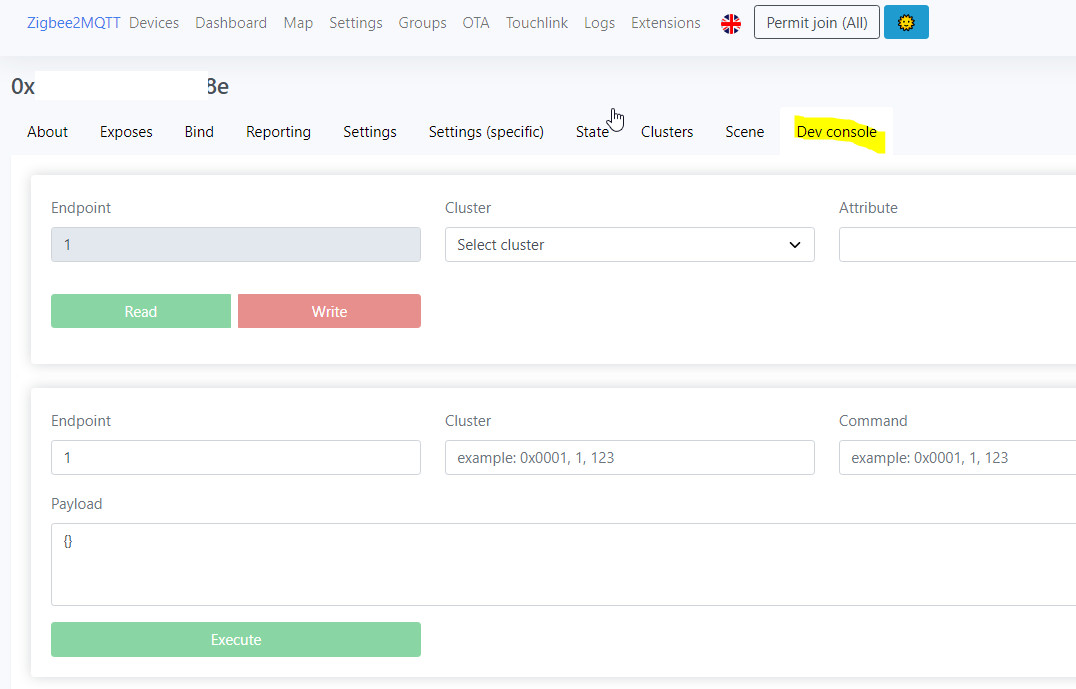 Zigbee2MQTT Devices Dashboard Map Settings Groups OTA Touchlink Logs Extensions Permit join (All)
0x 8e
About Exposes Bind Reporting Settings Settings (specific) State Clusters Scene Dev console
Endpoint Cluster Attribute
1 Select cluster
Read Write
Endpoint Cluster Command
1 example: 0x0001, 1, 123 example: 0x0001, 1, 123
Payload
{}
Execute